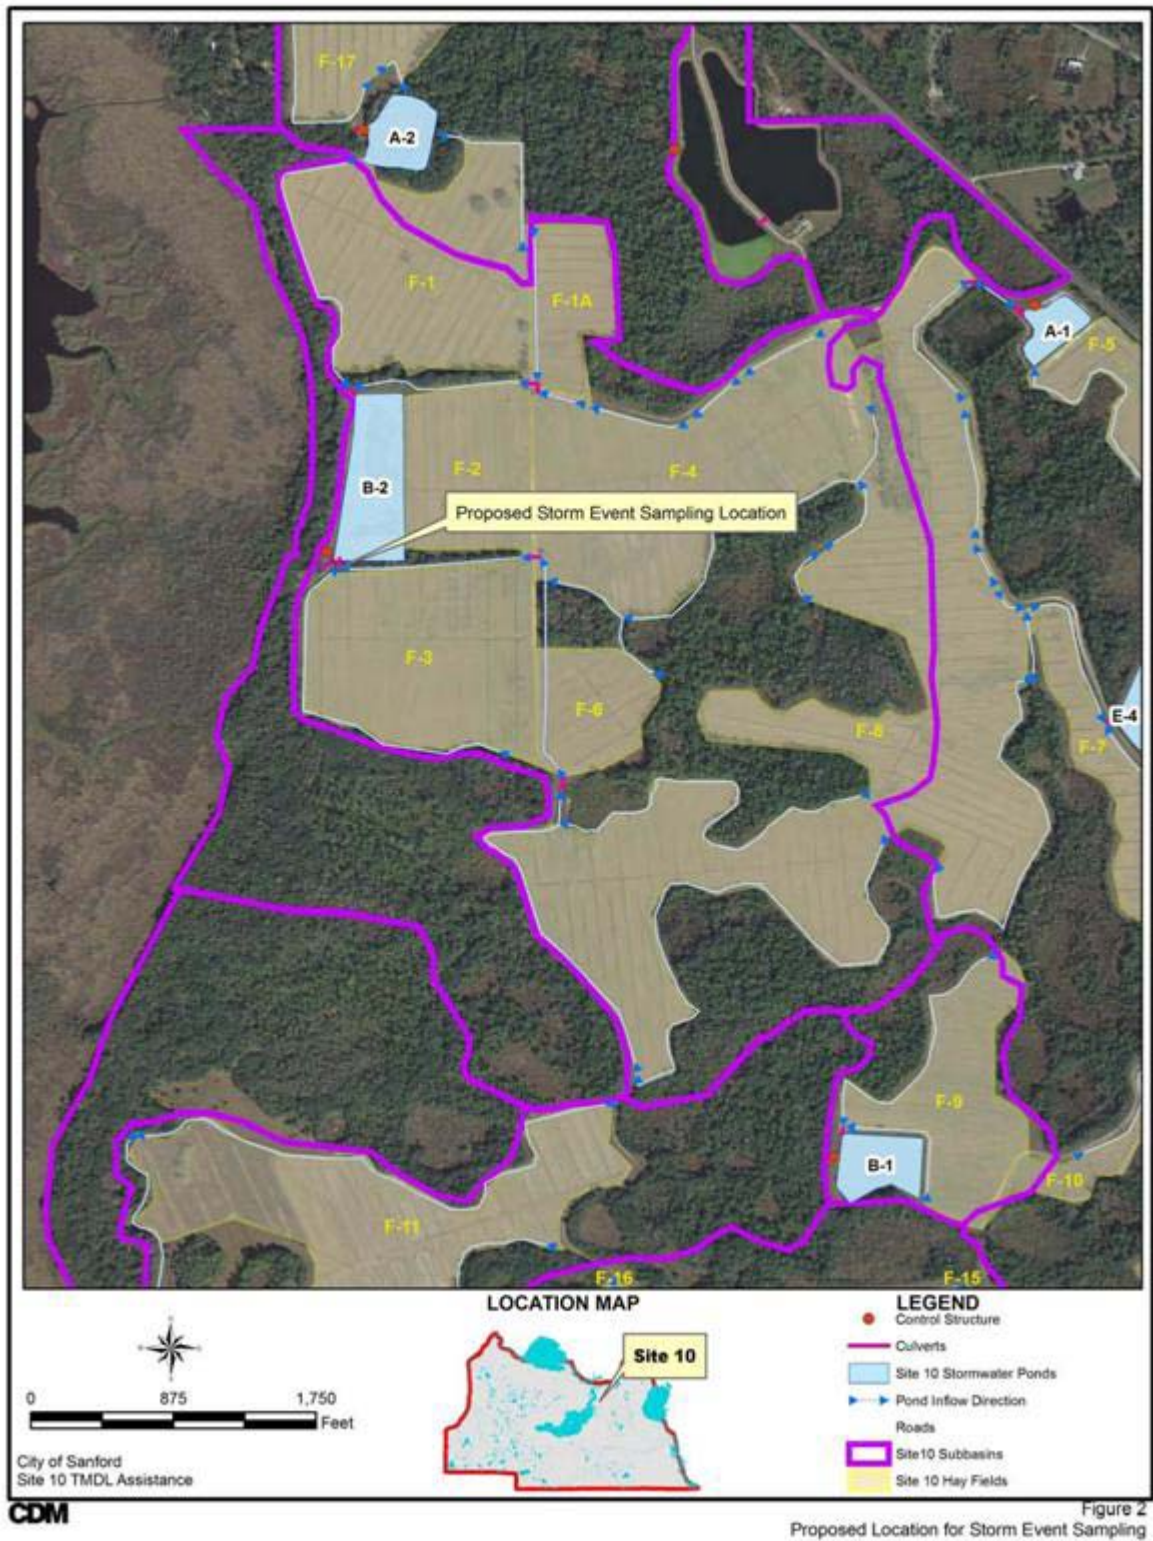 F-17
A-2
F-1
F-1A
A-1
F-5
F-2
F-4
B-2
Proposed Storm Event Sampling Location
F-3
F-6
F-8
E-4
F-7
F-9
B-1
F-10
F-11
F-16
F-15
LOCATION MAP
Site 10
LEGEND
Control Structure
Culverts
Site 10 Stormwater Ponds
Pond Inflow Direction
Roads
Site10 Subbasins
Site 10 Hay Fields
0 875 1,750
Feet
City of Sanford
Site 10 TMDL Assistance
CDM
Figure 2
Proposed Location for Storm Event Sampling